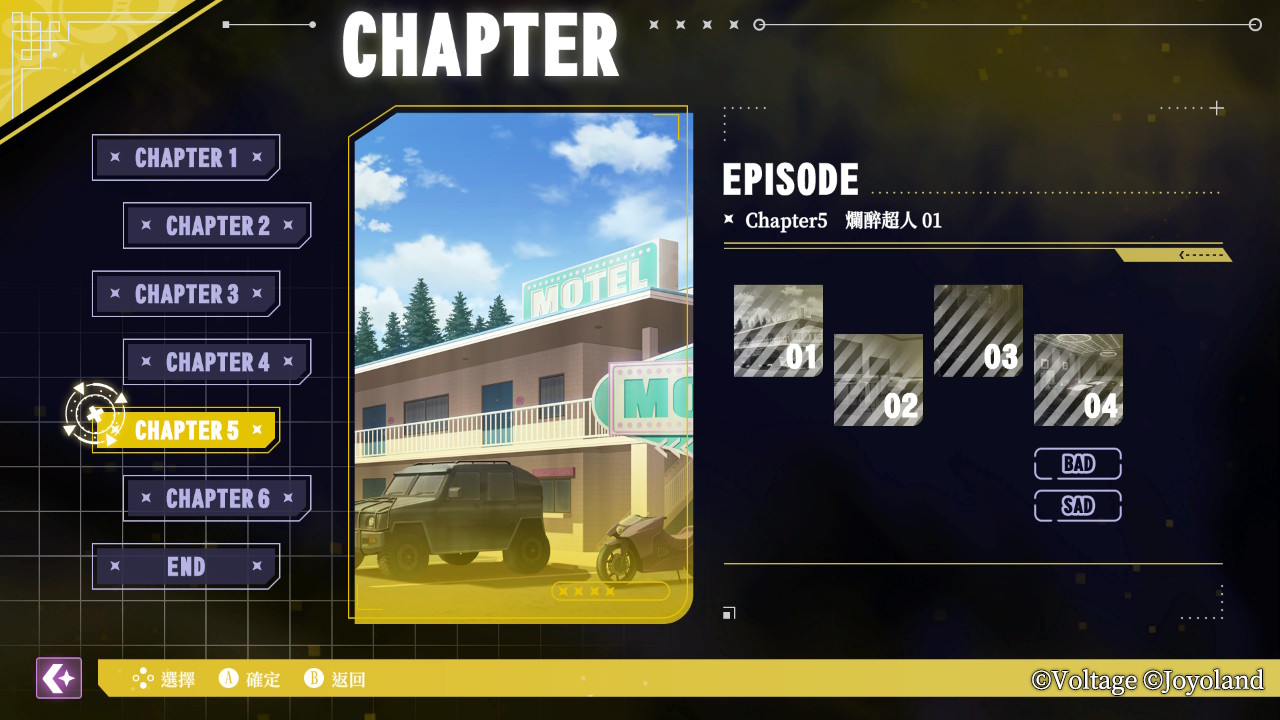 CHAPTER
CHAPTER 1
CHAPTER 2
CHAPTER 3
CHAPTER 4
CHAPTER 5
CHAPTER 6
END
MOTEL
MO
EPISODE
Chapter5 爛醉超人 01
01
02
03
04
BAD
SAD
選擇 A 確定 B 返回
©Voltage ©Joyoland